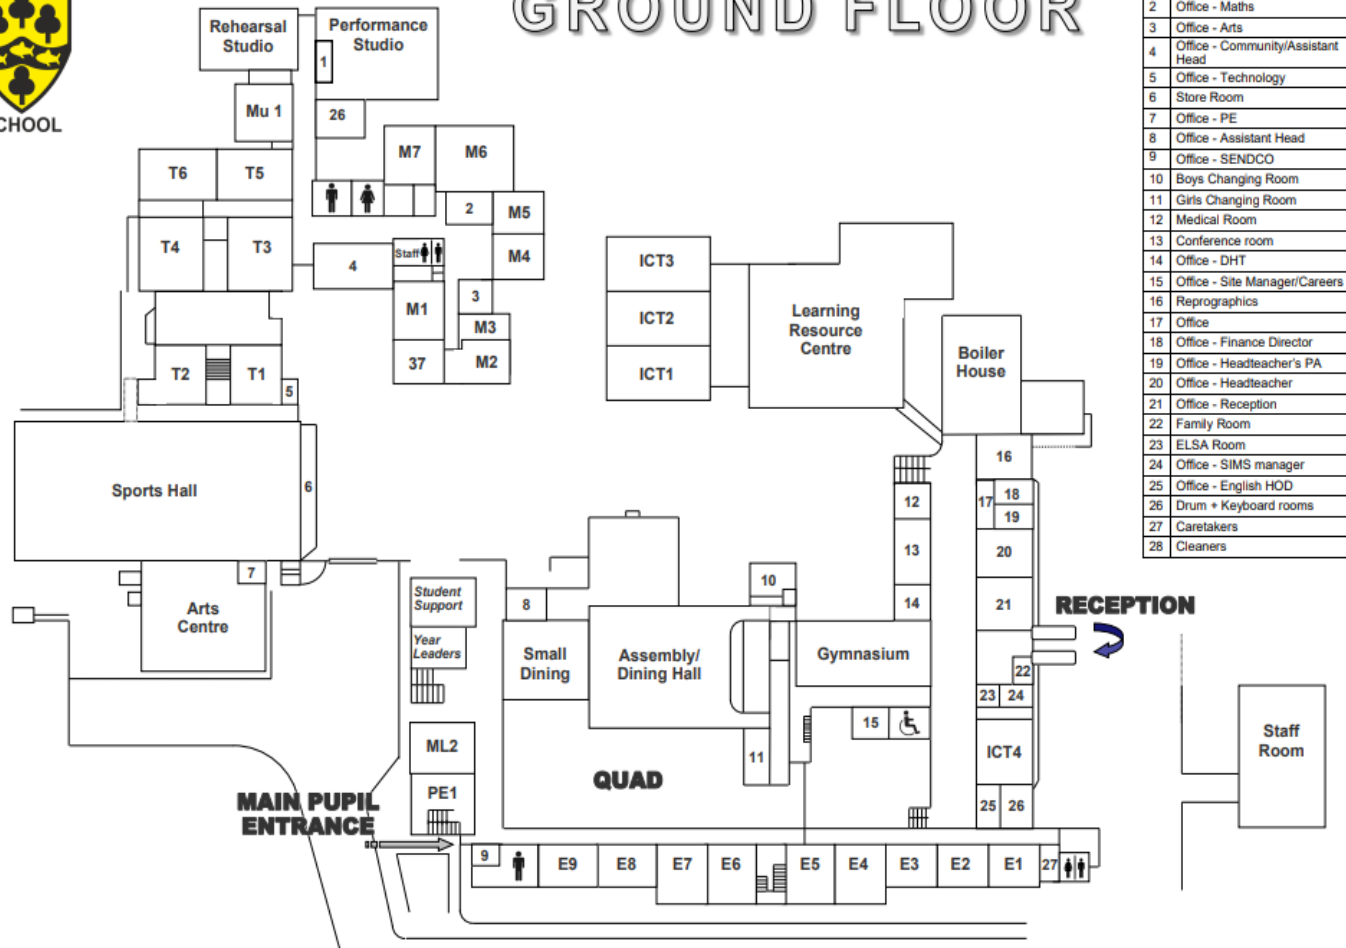 GROUND FLOOR
CHOOL
Rehearsal
Studio
Performance
Studio
1
Mu 1
26
M7
M6
T6
T5
2
M5
T4
T3
4
Staff
M4
3
M1
M3
37
M2
T2
T1
5
ICT3
ICT2
ICT1
Learning
Resource
Centre
Boiler
House
Sports Hall
6
7
Arts
Centre
Student
Support
Year
Leaders
8
Small
Dining
Assembly/
Dining Hall
10
Gymnasium
12
13
14
16
17
18
19
20
21
RECEPTION
22
23
24
15
ICT4
11
ML2
PE1
QUAD
25
26
Staff
Room
MAIN PUPIL
ENTRANCE
9
E9
E8
E7
E6
E5
E4
E3
E2
E1
27
2 Office - Maths
3 Office - Arts
4 Office - Community/Assistant
Head
5 Office - Technology
6 Store Room
7 Office - PE
8 Office - Assistant Head
9 Office - SENDCO
10 Boys Changing Room
11 Girls Changing Room
12 Medical Room
13 Conference room
14 Office - DHT
15 Office - Site Manager/Careers
16 Reprographics
17 Office
18 Office - Finance Director
19 Office - Headteacher's PA
20 Office - Headteacher
21 Office - Reception
22 Family Room
23 ELSA Room
24 Office - SIMS manager
25 Office - English HOD
26 Drum + Keyboard rooms
27 Caretakers
28 Cleaners